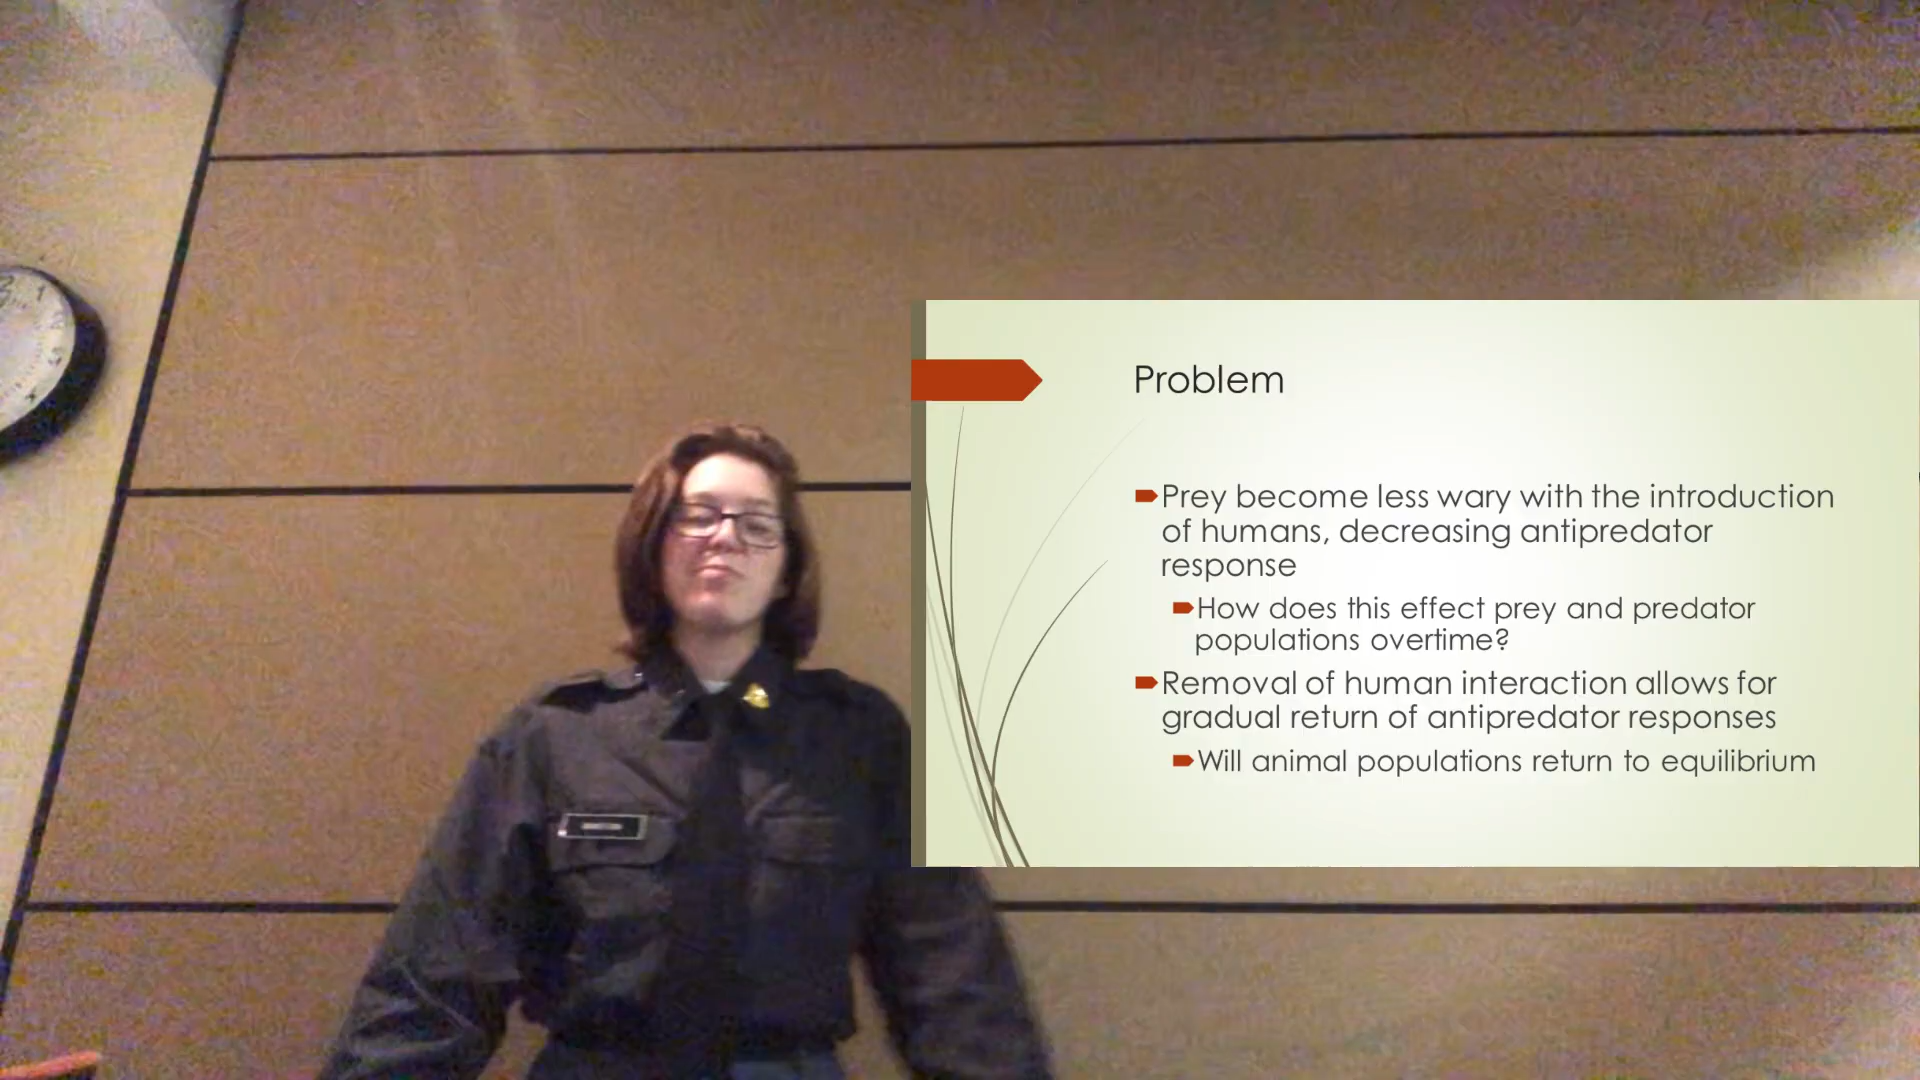 Problem
Prey become less wary with the introduction
of humans, decreasing antipredator
response
How does this effect prey and predator
populations overtime?
Removal of human interaction allows for
gradual return of antipredator responses
Will animal populations return to equilibrium